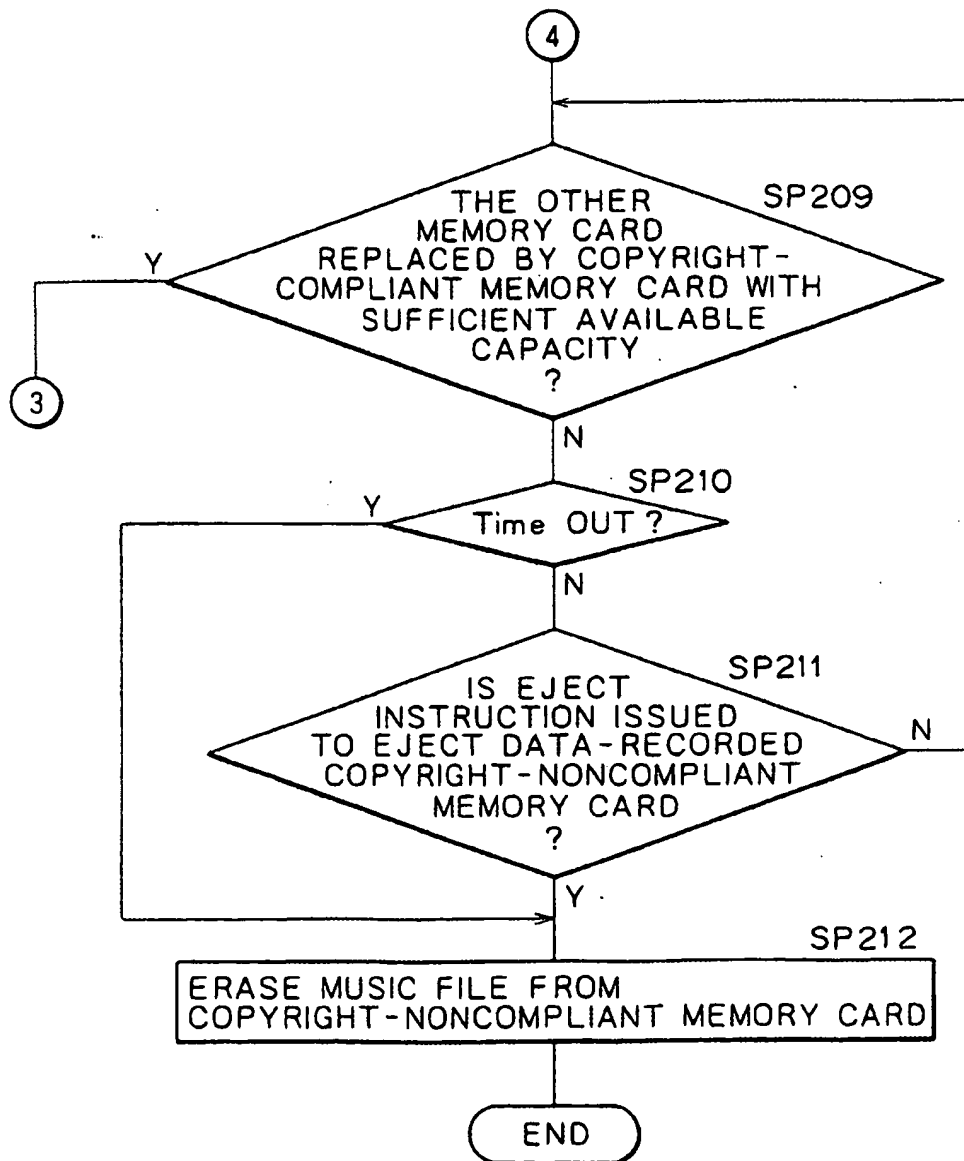 4
SP209
THE OTHER
MEMORY CARD
REPLACED BY COPYRIGHT-
COMPLIANT MEMORY CARD WITH
SUFFICIENT AVAILABLE
CAPACITY
?
Y
3
N
SP210
Y
Time OUT ?
N
SP211
IS EJECT
INSTRUCTION ISSUED
TO EJECT DATA-RECORDED
COPYRIGHT-NONCOMPLIANT
MEMORY CARD
?
N
Y
SP212
ERASE MUSIC FILE FROM
COPYRIGHT-NONCOMPLIANT MEMORY CARD
END